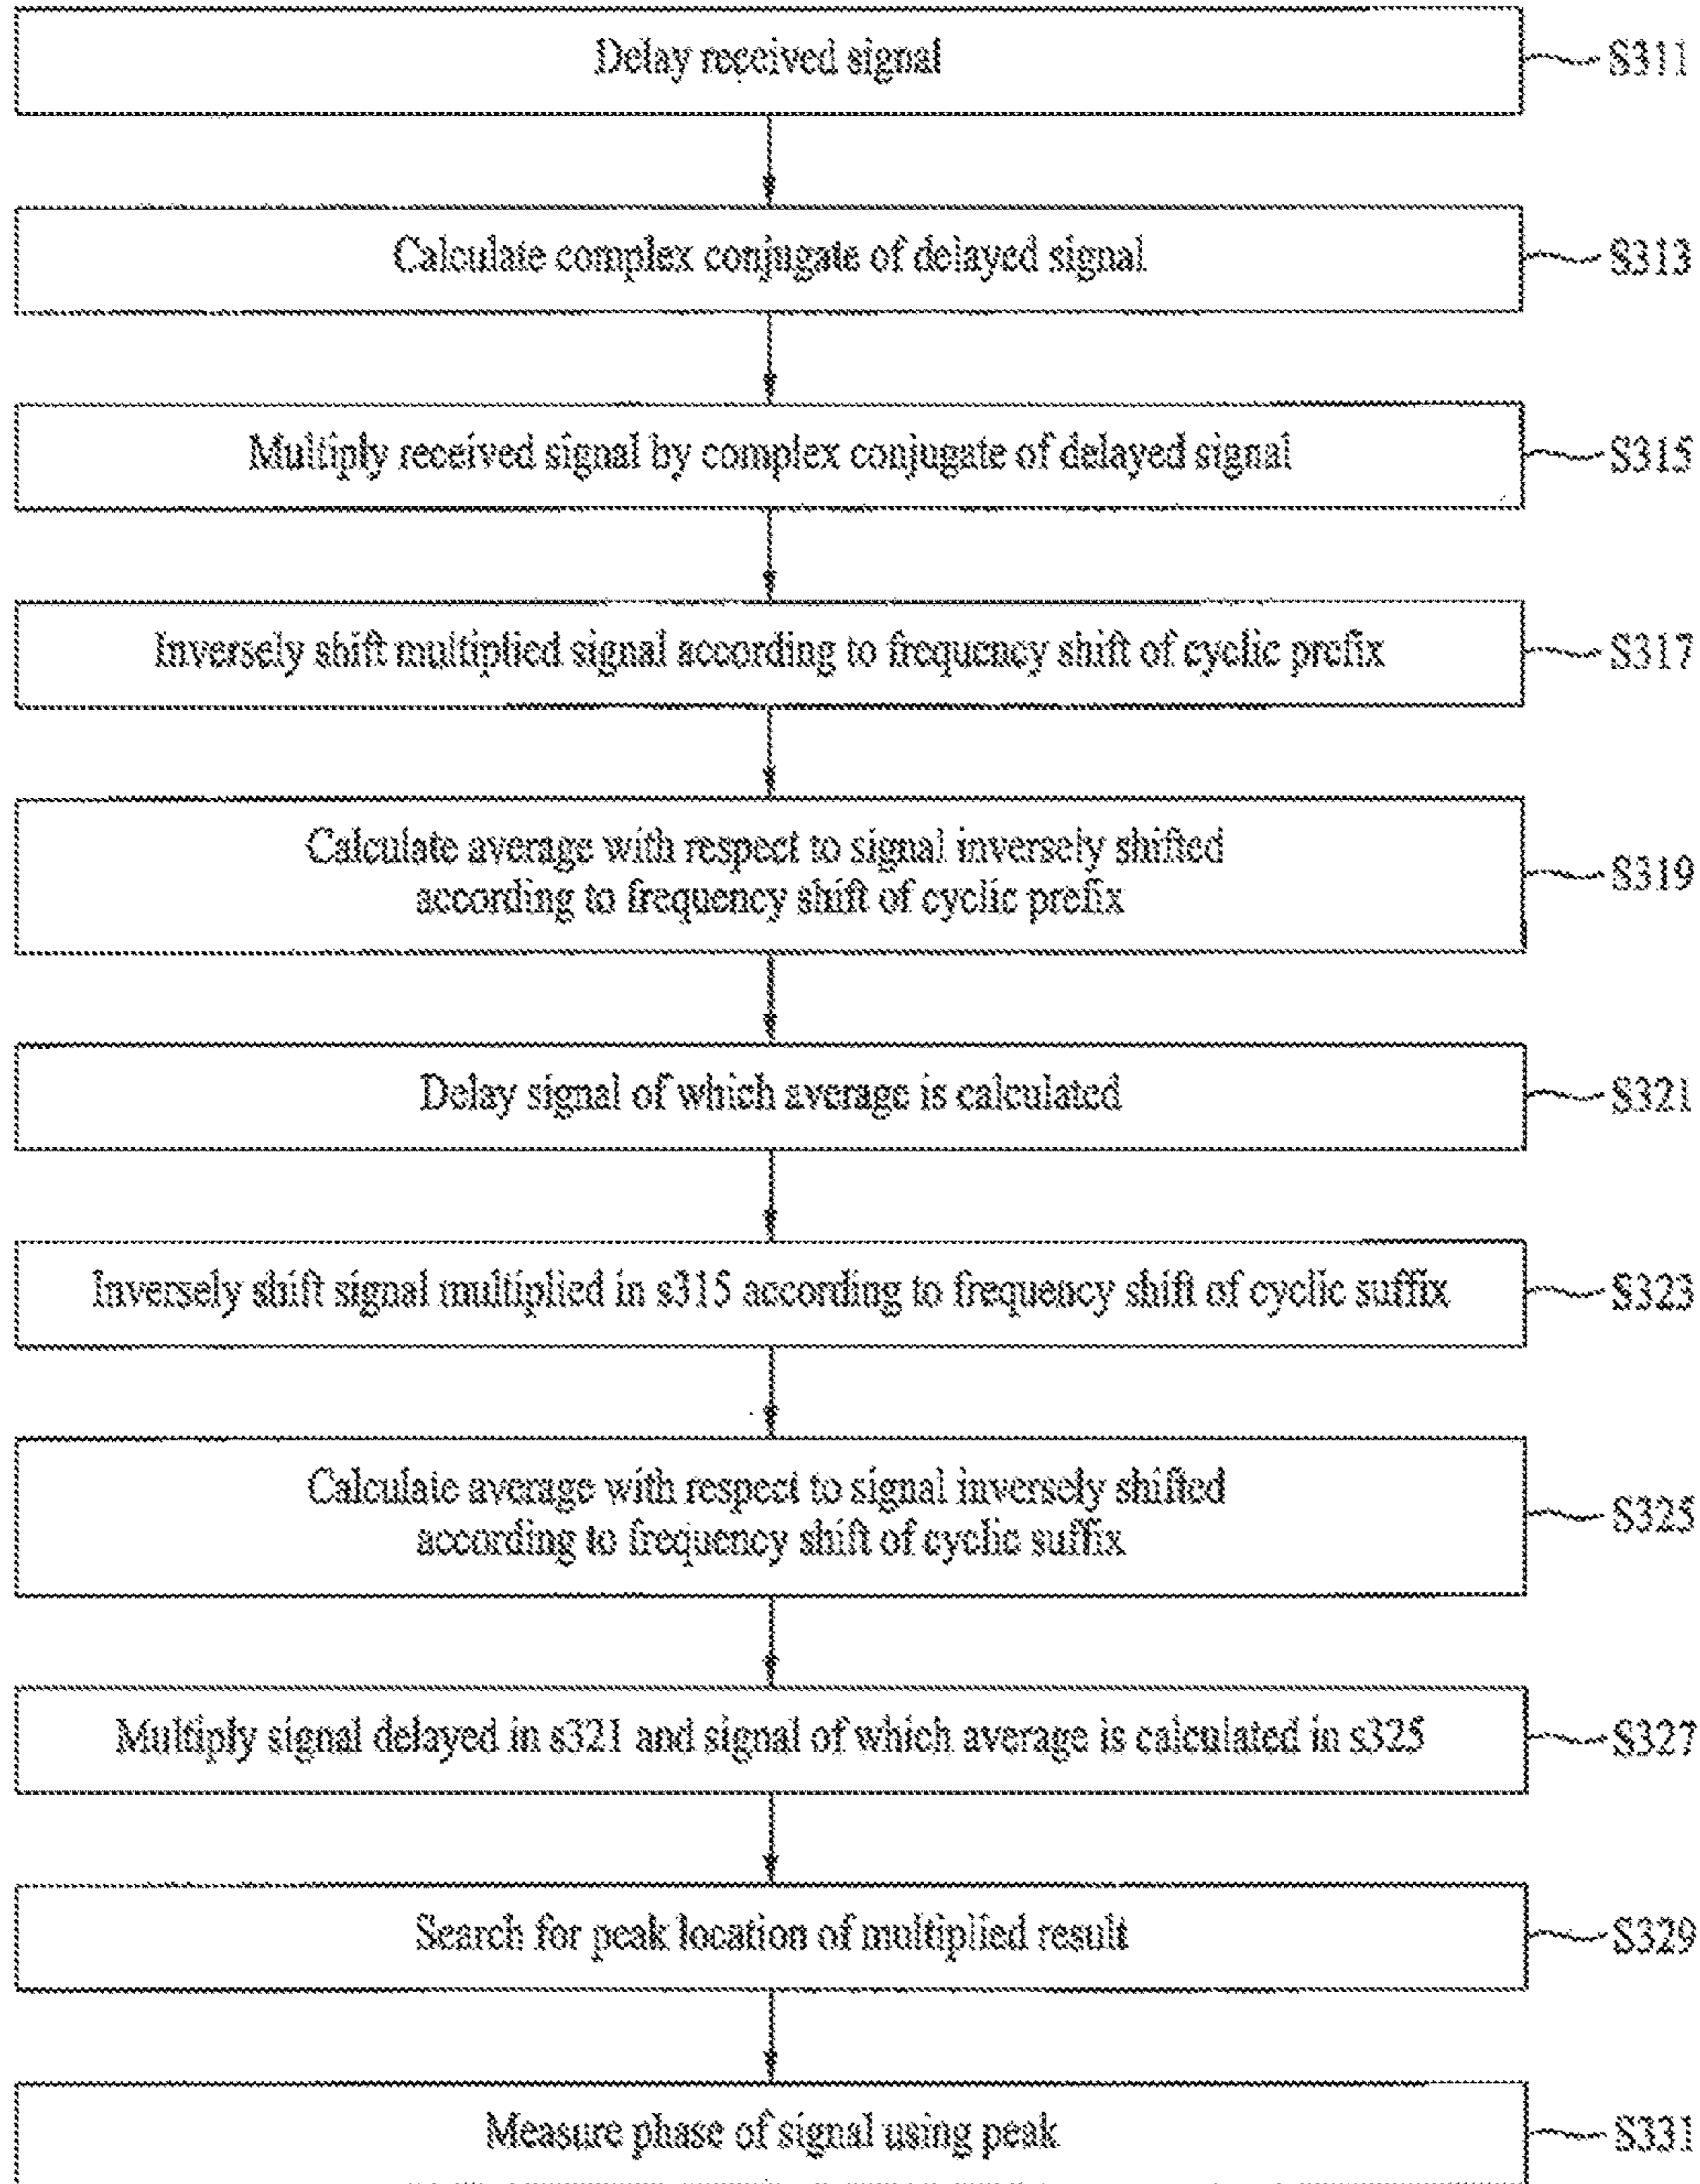 Delay received signal
S311
Calculate complex conjugate of delayed signal
S313
Multiply received signal by complex conjugate of delayed signal
S315
Inversely shift multiplied signal according to frequency shift of cyclic prefix
S317
Calculate average with respect to signal inversely shifted
according to frequency shift of cyclic prefix
S319
Delay signal of which average is calculated
S321
Inversely shift signal multiplied in s315 according to frequency shift of cyclic suffix
S323
Calculate average with respect to signal inversely shifted
according to frequency shift of cyclic suffix
S325
Multiply signal delayed in s321 and signal of which average is calculated in s325
S327
Search for peak location of multiplied result
S329
Measure phase of signal using peak
S331